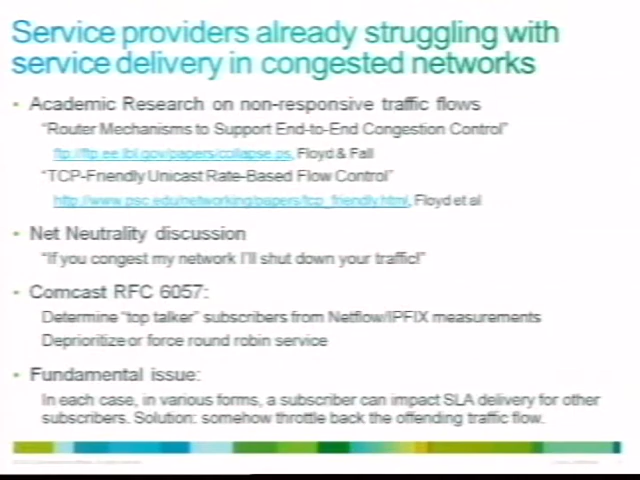 Service providers already struggling with
service delivery in congested networks
• Academic Research on non-responsive traffic flows
"Router Mechanisms to Support End-to-End Congestion Control"
ftp://ftp.ee.lbl.gov/papers/collapse.ps, Floyd & Fall
"TCP-Friendly Unicast Rate-Based Flow Control"
http://www.psc.edu/networking/papers/tcp_friendly.html, Floyd et al
• Net Neutrality discussion
"If you congest my network I'll shut down your traffic!"
• Comcast RFC 6057:
Determine "top talker" subscribers from Netflow/IPFIX measurements
Deprioritize or force round robin service
• Fundamental issue:
In each case, in various forms, a subscriber can impact SLA delivery for other
subscribers. Solution: somehow throttle back the offending traffic flow.